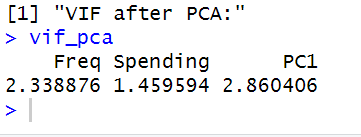 [1] "VIF after PCA:"
> vif_pca
    Freq Spending      PC1
2.338876 1.459594 2.860406
>